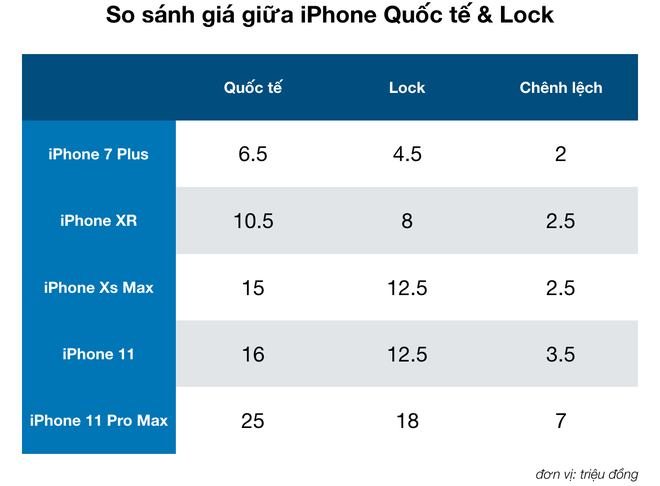 So sánh giá giữa iPhone Quốc tế & Lock
Quốc tế Lock Chênh lệch
iPhone 7 Plus 6.5 4.5 2
iPhone XR 10.5 8 2.5
iPhone Xs Max 15 12.5 2.5
iPhone 11 16 12.5 3.5
iPhone 11 Pro Max 25 18 7
đơn vị: triệu đồng